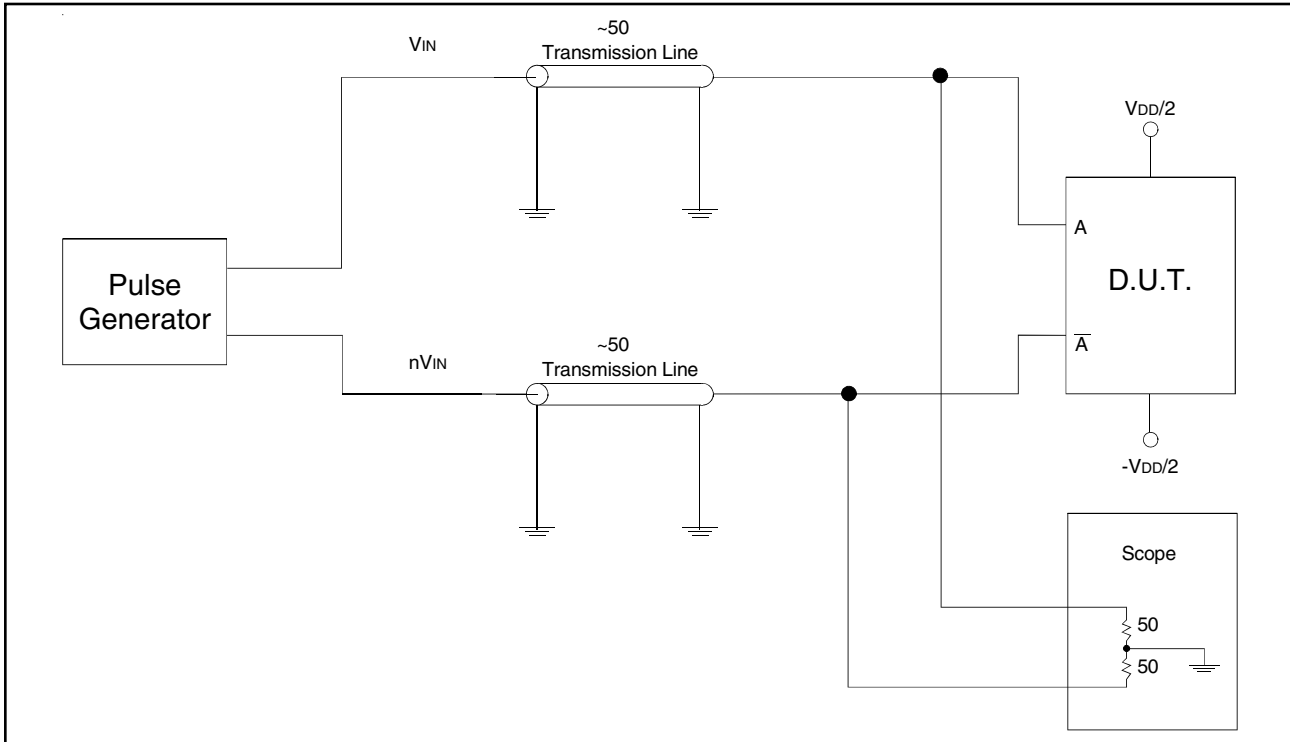 VIN
~50
Transmission Line
VDD/2
A
D.U.T.
Pulse
Generator
~50
Transmission Line
nVIN
A̅
-VDD/2
Scope
50
50